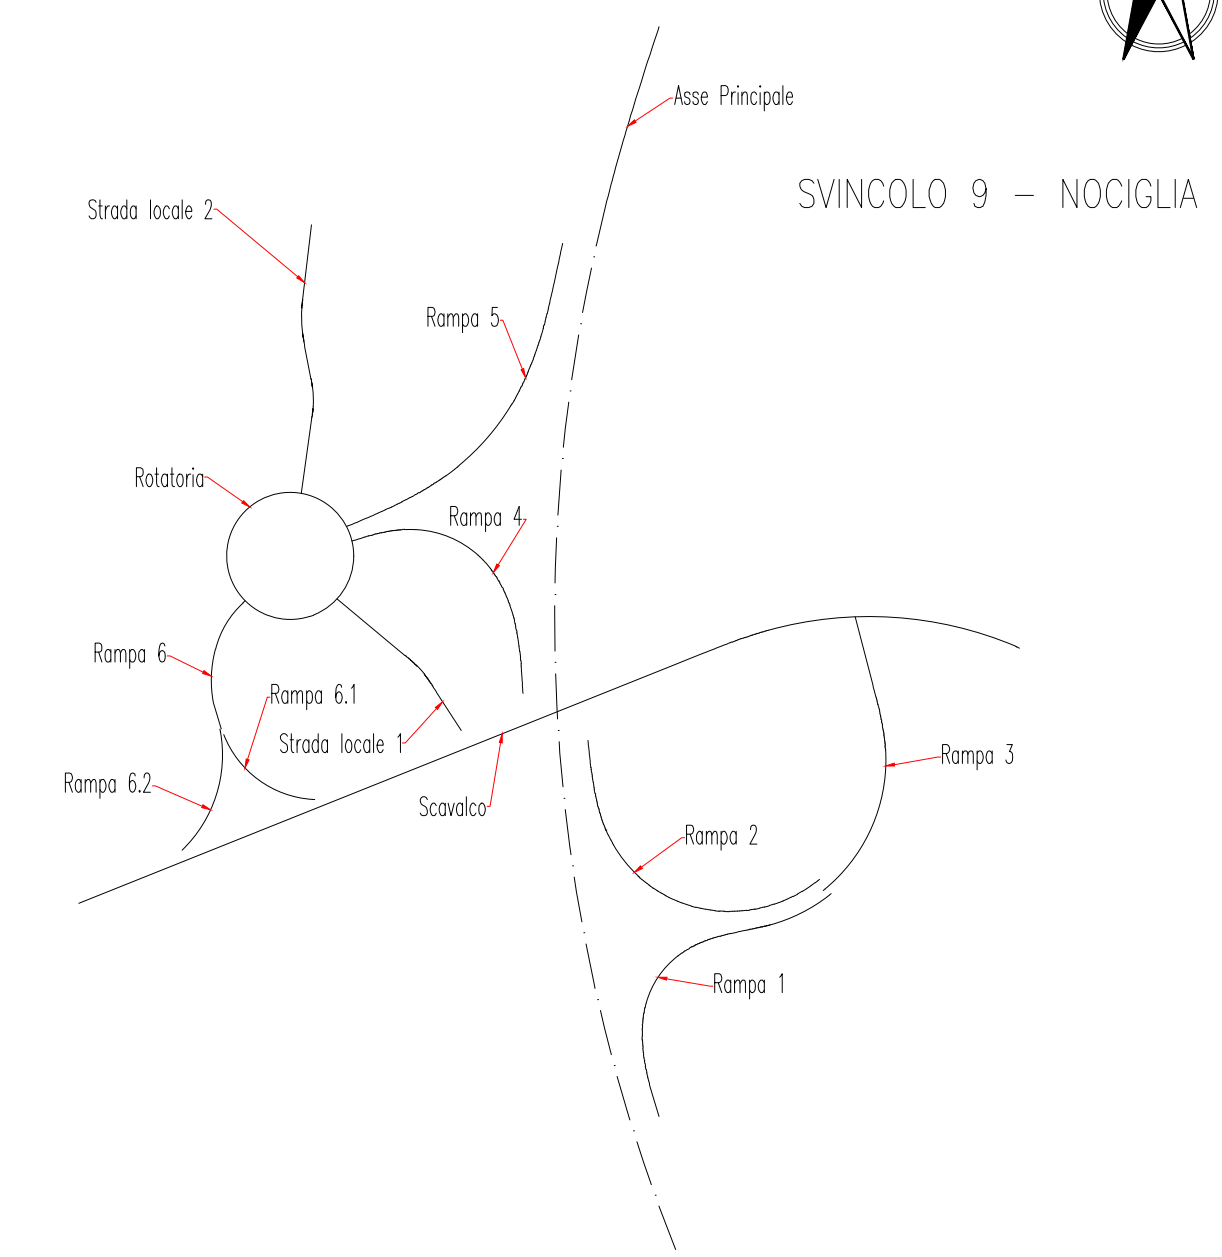 Asse Principale
SVINCOLO 9 - NOCIGLIA
Strada locale 2
Rampa 5
Rotatoria
Rampa 4
Rampa 6
Rampa 6.1
Strada locale 1
Rampa 3
Rampa 6.2
Scavalco
Rampa 2
Rampa 1